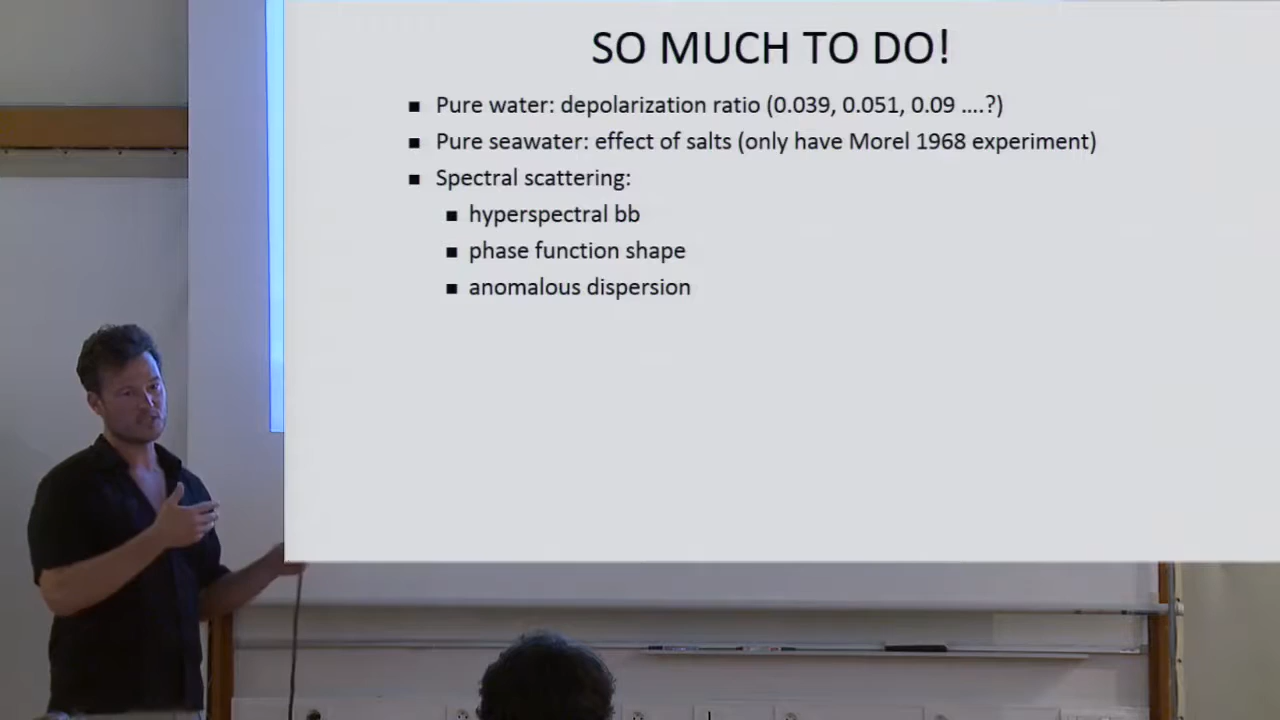 SO MUCH TO DO!
▪ Pure water: depolarization ratio (0.039, 0.051, 0.09 ....?)
▪ Pure seawater: effect of salts (only have Morel 1968 experiment)
▪ Spectral scattering:
▪ hyperspectral bb
▪ phase function shape
▪ anomalous dispersion